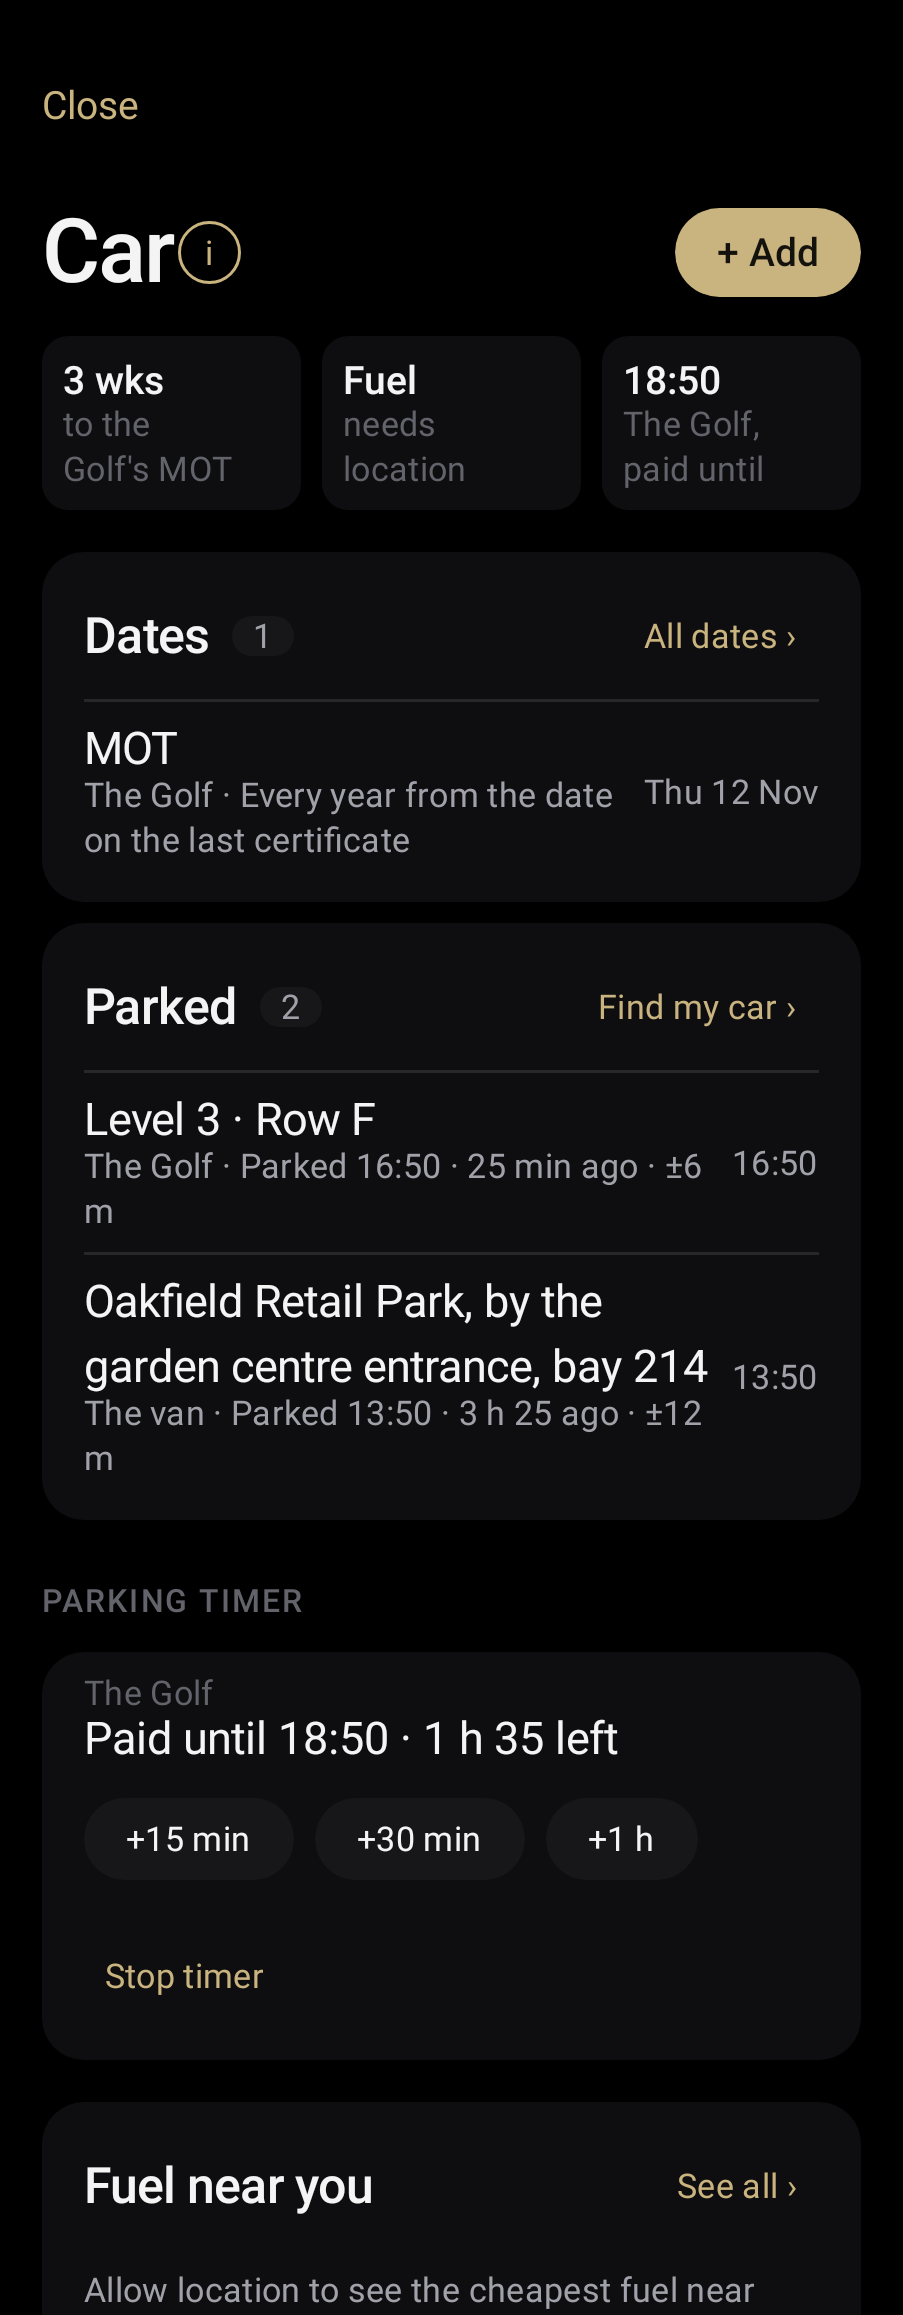 Close
Car i
+ Add
3 wks
to the
Golf's MOT
Fuel
needs
location
18:50
The Golf,
paid until
Dates 1
All dates ›
MOT
The Golf · Every year from the date
on the last certificate
Thu 12 Nov
Parked 2
Find my car ›
Level 3 · Row F
The Golf · Parked 16:50 · 25 min ago · ±6
m
16:50
Oakfield Retail Park, by the
garden centre entrance, bay 214
The van · Parked 13:50 · 3 h 25 ago · ±12
m
13:50
PARKING TIMER
The Golf
Paid until 18:50 · 1 h 35 left
+15 min
+30 min
+1 h
Stop timer
Fuel near you
See all ›
Allow location to see the cheapest fuel near